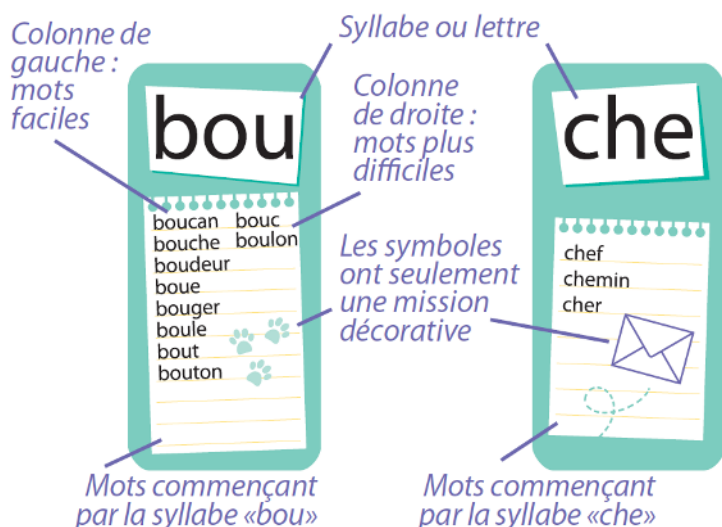 Colonne de
gauche :
mots
faciles
Syllabe ou lettre
Colonne
de droite :
mots plus
difficiles
bou
che
boucan bouc
bouche boulon
boudeur
boue
bouger
boule
bout
bouton
Les symboles
ont seulement
une mission
décorative
chef
chemin
cher
Mots commençant
par la syllabe «bou»
Mots commençant
par la syllabe «che»